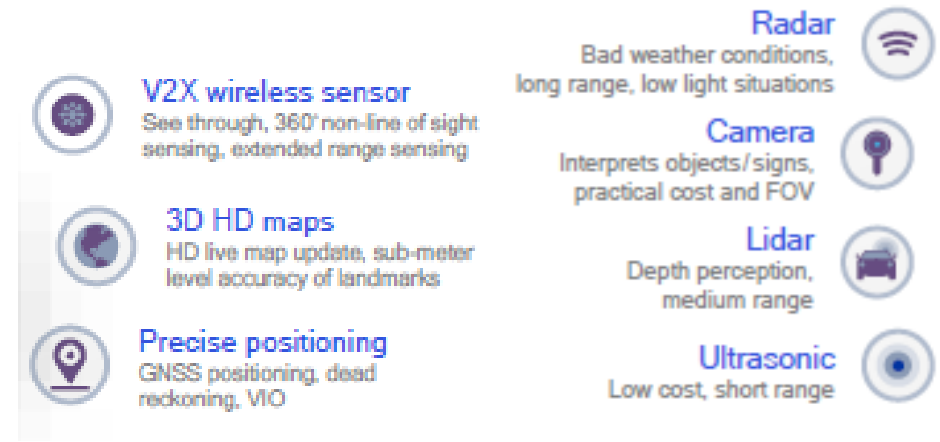 V2X wireless sensor
See through, 360° non-line of sight
sensing, extended range sensing
3D HD maps
HD live map update, sub-meter
level accuracy of landmarks
Precise positioning
GNSS positioning, dead
reckoning, VIO
Radar
Bad weather conditions,
long range, low light situations
Camera
Interprets objects/signs,
practical cost and FOV
Lidar
Depth perception,
medium range
Ultrasonic
Low cost, short range